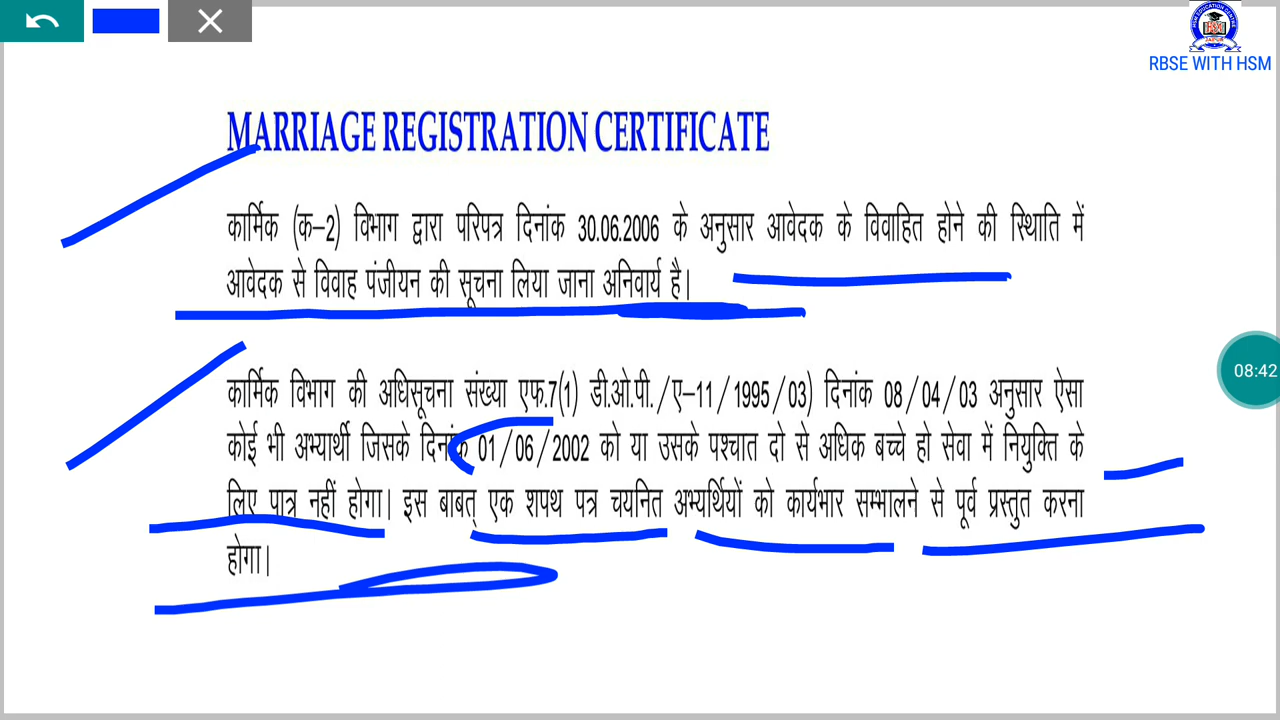 RBSE WITH HSM
MARRIAGE REGISTRATION CERTIFICATE
कार्मिक (क–2) विभाग द्वारा परिपत्र दिनांक 30.06.2006 के अनुसार आवेदक के विवाहित होने की स्थिति में
आवेदक से विवाह पंजीयन की सूचना लिया जाना अनिवार्य है।
कार्मिक विभाग की अधिसूचना संख्या एफ.7(1) डी.ओ.पी./ए–11/1995/03) दिनांक 08/04/03 अनुसार ऐसा
कोई भी अभ्यार्थी जिसके दिनांक 01/06/2002 को या उसके पश्चात दो से अधिक बच्चे हो सेवा में नियुक्ति के
लिए पात्र नहीं होगा। इस बाबत् एक शपथ पत्र चयनित अभ्यर्थियों को कार्यभार सम्भालने से पूर्व प्रस्तुत करना
होगा।
08:42